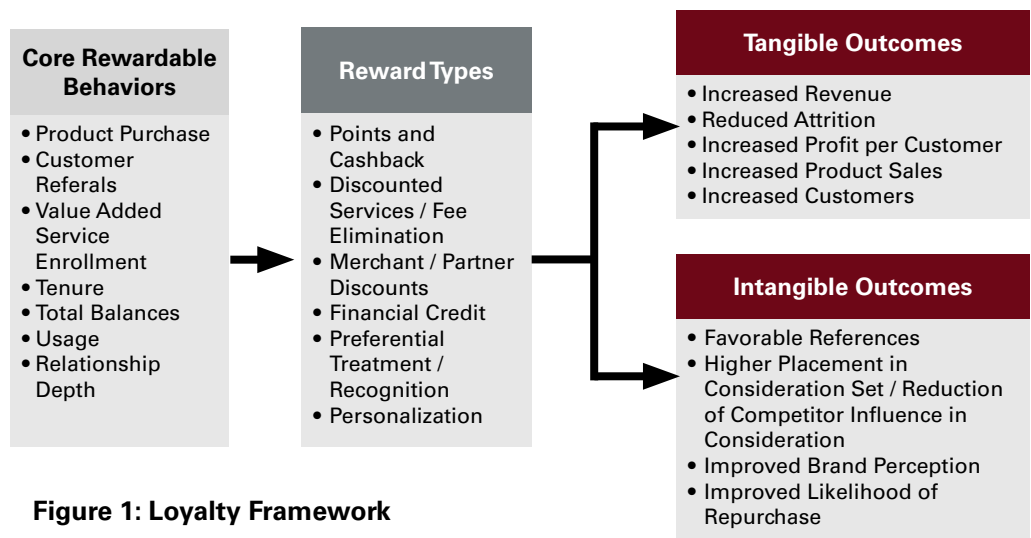 Core Rewardable
Behaviors
• Product Purchase
• Customer
Referals
• Value Added
Service
Enrollment
• Tenure
• Total Balances
• Usage
• Relationship
Depth
Reward Types
• Points and
Cashback
• Discounted
Services / Fee
Elimination
• Merchant / Partner
Discounts
• Financial Credit
• Preferential
Treatment /
Recognition
• Personalization
Tangible Outcomes
• Increased Revenue
• Reduced Attrition
• Increased Profit per Customer
• Increased Product Sales
• Increased Customers
Intangible Outcomes
• Favorable References
• Higher Placement in
Consideration Set / Reduction
of Competitor Influence in
Consideration
• Improved Brand Perception
• Improved Likelihood of
Repurchase
Figure 1: Loyalty Framework